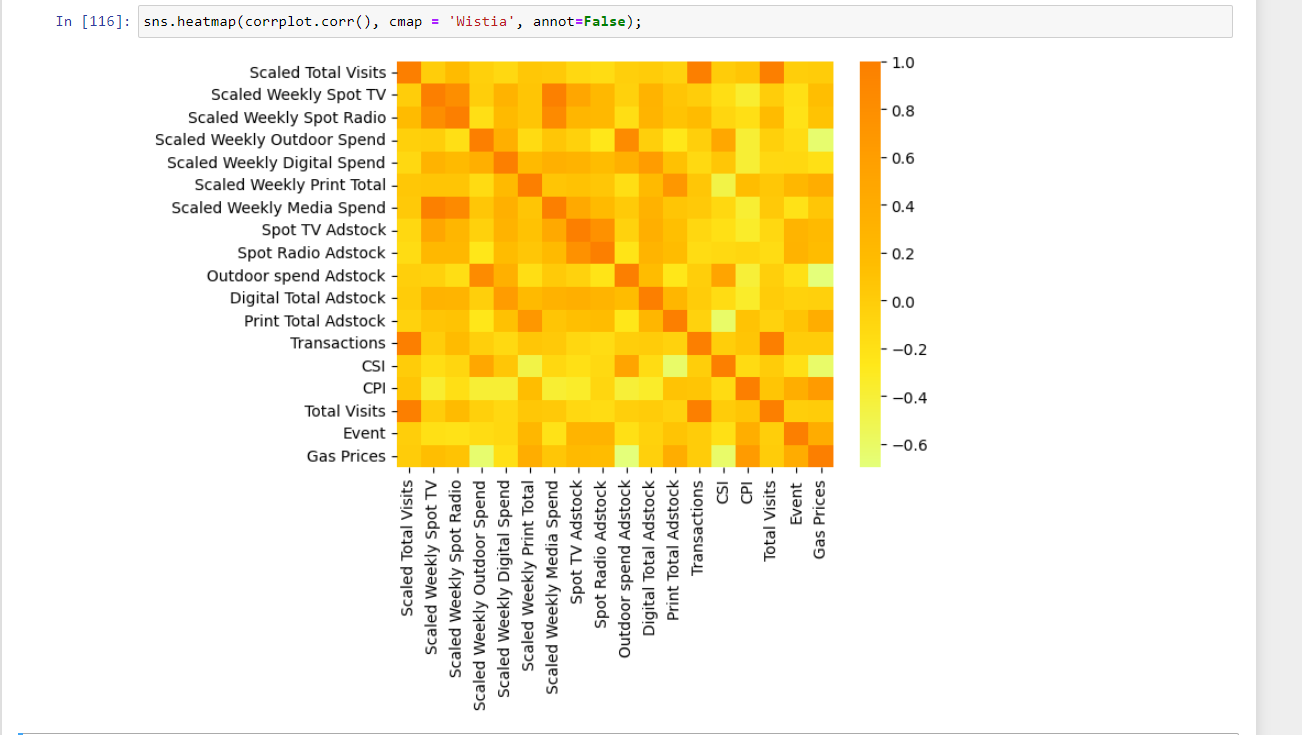 In [116]: sns.heatmap(corrplot.corr(), cmap = 'Wistia', annot=False);
Scaled Total Visits
Scaled Weekly Spot TV
Scaled Weekly Spot Radio
Scaled Weekly Outdoor Spend
Scaled Weekly Digital Spend
Scaled Weekly Print Total
Scaled Weekly Media Spend
Spot TV Adstock
Spot Radio Adstock
Outdoor spend Adstock
Digital Total Adstock
Print Total Adstock
Transactions
CSI
CPI
Total Visits
Event
Gas Prices
1.0
0.8
0.6
0.4
0.2
0.0
−0.2
−0.4
−0.6
Scaled Total Visits
Scaled Weekly Spot TV
Scaled Weekly Spot Radio
Scaled Weekly Outdoor Spend
Scaled Weekly Digital Spend
Scaled Weekly Print Total
Scaled Weekly Media Spend
Spot TV Adstock
Spot Radio Adstock
Outdoor spend Adstock
Digital Total Adstock
Print Total Adstock
Transactions
CSI
CPI
Total Visits
Event
Gas Prices